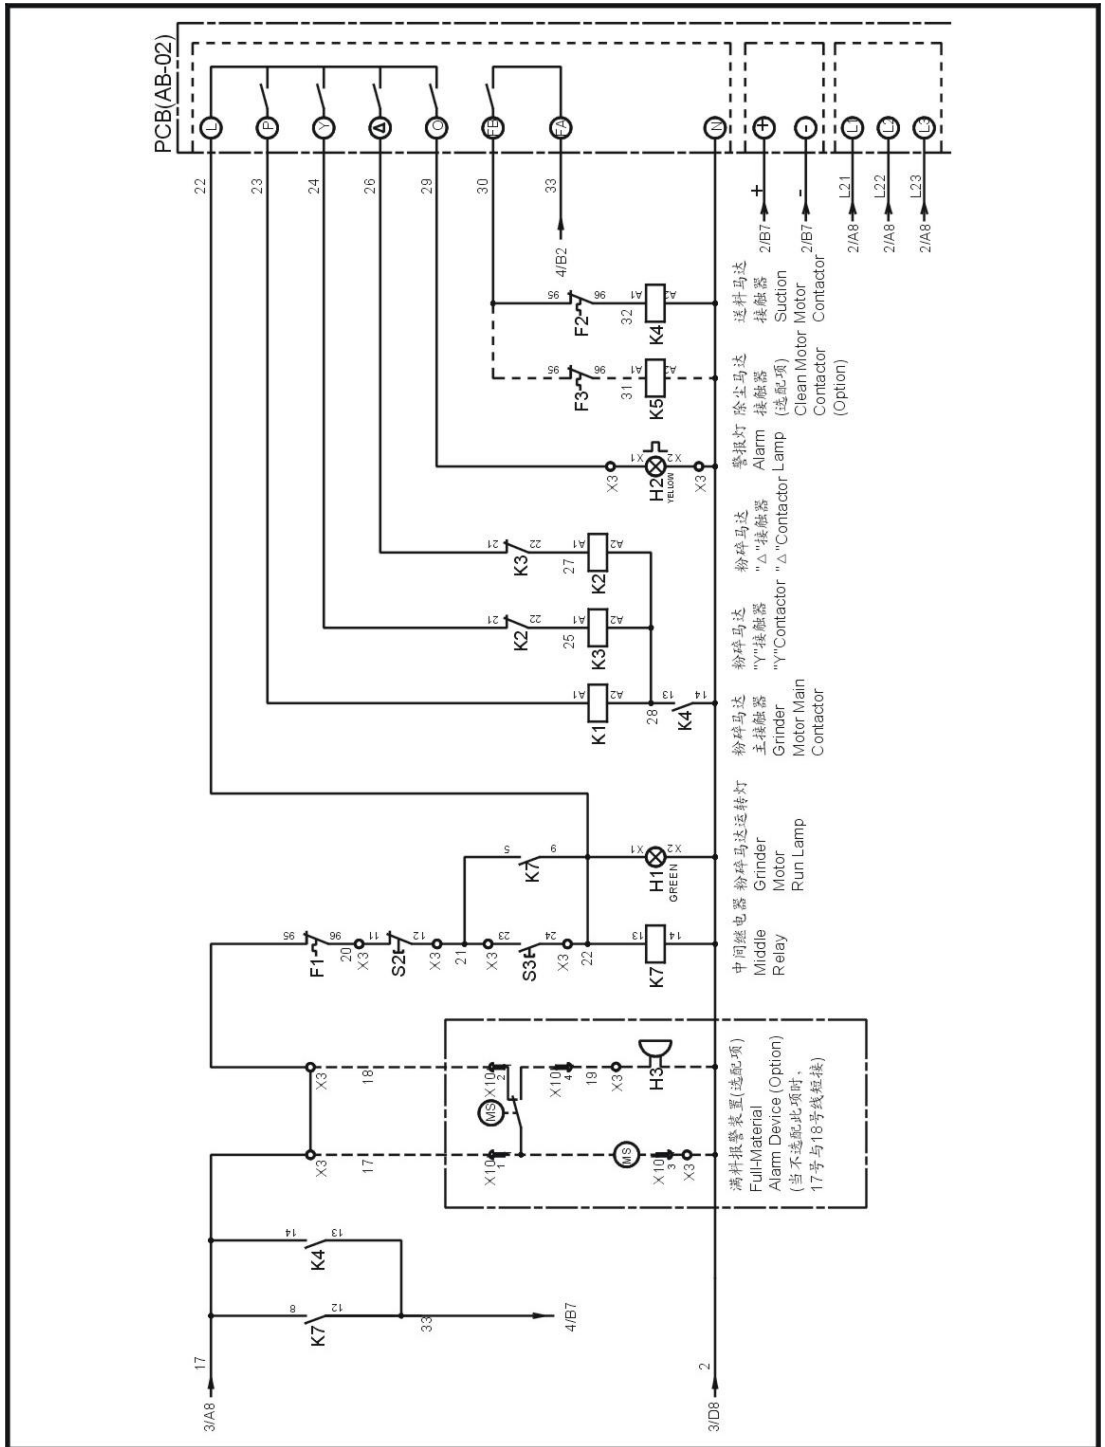 PCB(AB-02)
L
P
Y
Δ
O
FB
FA
N
+
-
L1
L2
L3
22
23
24
26
29
30
33
4/B2
+
2/B7
-
2/B7
L21
2/A8
L22
2/A8
L23
2/A8
95
96
F2
32
A1
A2
K4
95
96
F3
31
A1
A2
K5
X3
X1
X2
H2
YELLOW
X3
21
22
K3
27
A1
A2
K2
21
22
K2
25
A1
A2
K3
A1
A2
K1
28
13
14
K4
5
9
K7
X1
X2
H1
GREEN
95
96
F1
20
X3
11
12
S2
X3
21
X3
23
24
S3
X3
22
13
14
K7
X3
18
X10
2
MS
X10
4
19
X3
H3
X3
17
X10
1
MS
X10
3
X3
14
13
K4
8
12
K7
33
4/B7
17
3/A8
2
3/D8
送料马达
接触器
Suction
Motor
Contactor
除尘马达
接触器
(选配项)
Clean Motor
Contactor
(Option)
警报灯
Alarm
Lamp
粉碎马达
"△"接触器
"△"Contactor
粉碎马达
"Y"接触器
"Y"Contactor
粉碎马达
主接触器
Grinder
Motor Main
Contactor
粉碎马达运转灯
Grinder
Motor
Run Lamp
中间继电器
Middle
Relay
满料报警装置(选配项)
Full-Material
Alarm Device (Option)
(当不选配此项时、
17号与18号线短接)